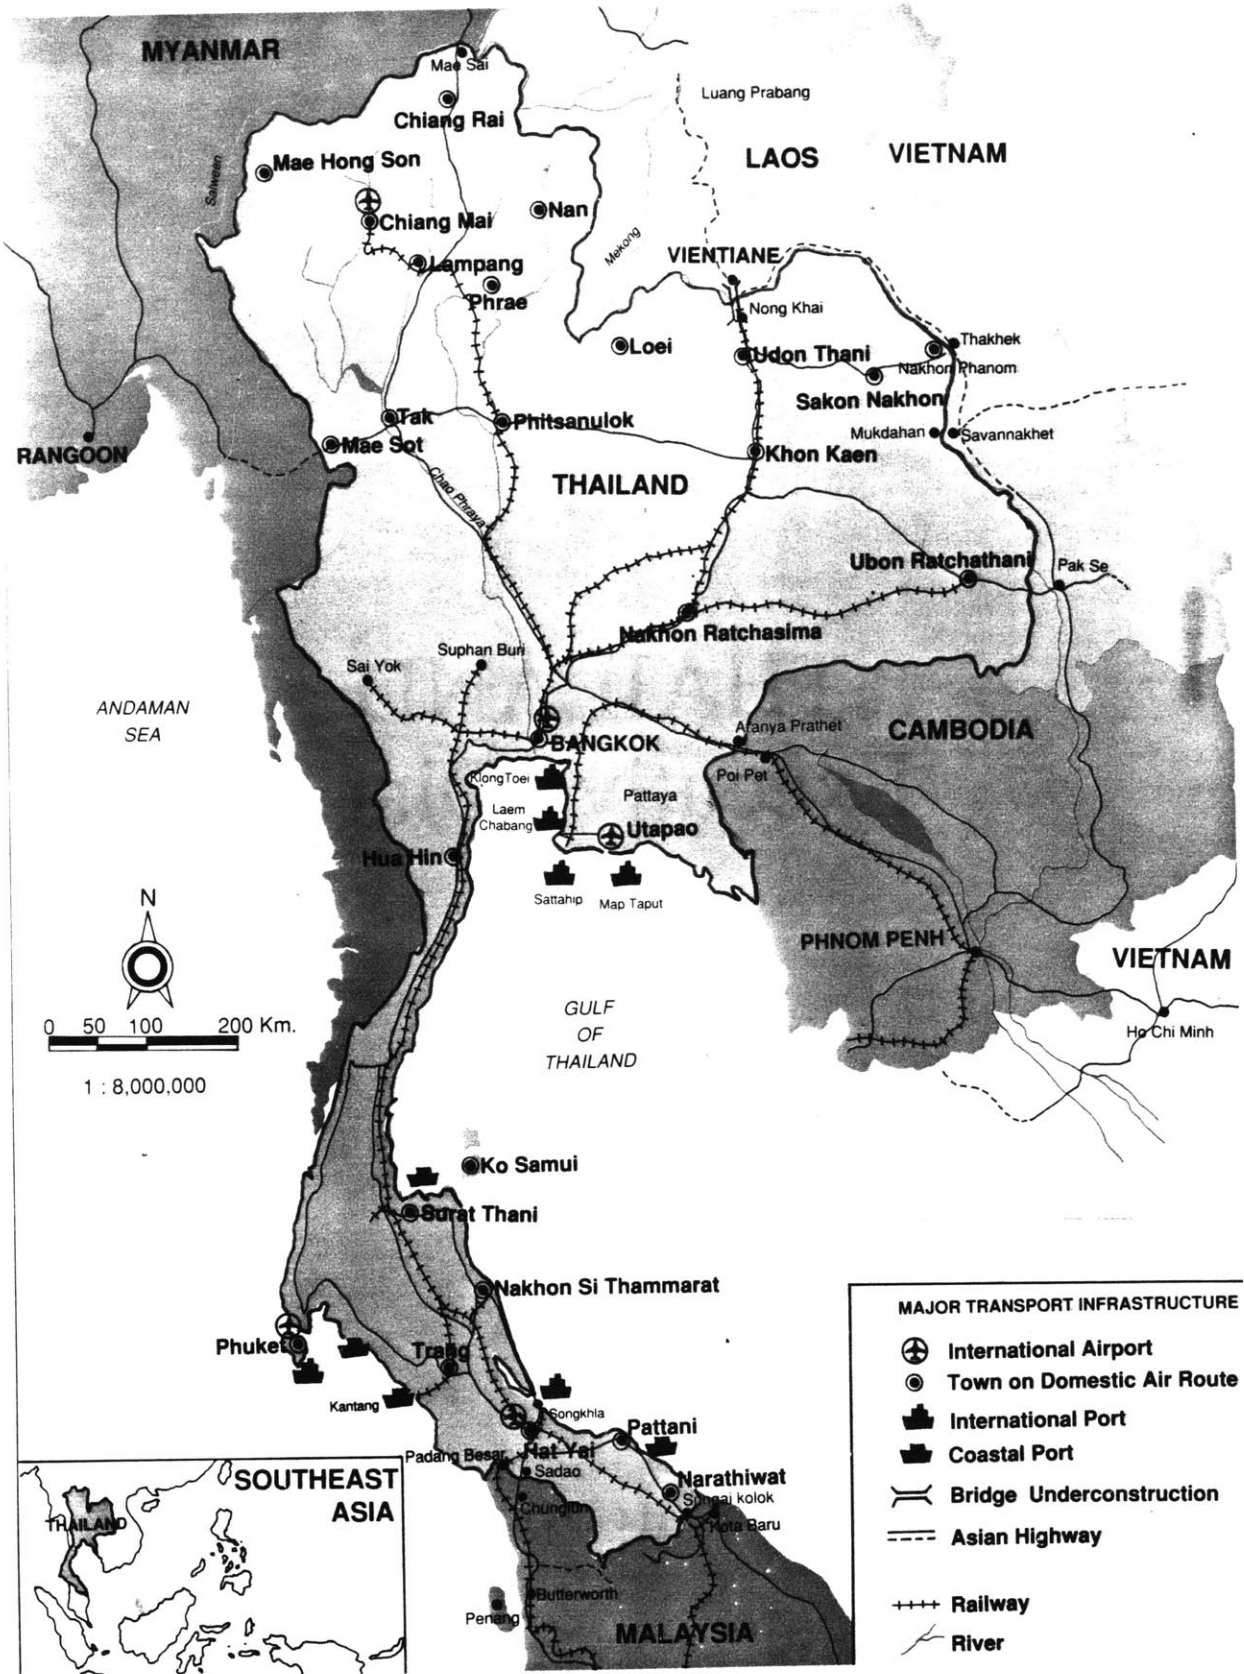 MYANMAR
Mae Sai
Luang Prabang
Chiang Rai
LAOS
VIETNAM
Mae Hong Son
Salween
Nan
Chiang Mai
Mekong
VIENTIANE
Lampang
Phrae
Nong Khai
Thakhek
Loei
Udon Thani
Nakhon Phanom
Sakon Nakhon
Tak
Phitsanulok
Mae Sot
Mukdahan
Savannakhet
RANGOON
Khon Kaen
THAILAND
Chao Phraya
Ubon Ratchathani
Pak Se
Nakhon Ratchasima
Suphan Buri
Sai Yok
ANDAMAN
SEA
BANGKOK
Aranya Prathet
CAMBODIA
KlongToei
Poi Pet
Pattaya
Laem
Chabang
Utapao
Hua Hin
Sattahip
Map Taput
N
PHNOM PENH
VIETNAM
0 50 100 200 Km.
1 : 8,000,000
GULF
OF
THAILAND
Ho Chi Minh
Ko Samui
Surat Thani
Nakhon Si Thammarat
Phuket
Trang
Kantang
Songkhla
Pattani
Hat Yai
Padang Besar
Sadao
Narathiwat
Sungai kolok
Chunglun
Kota Baru
Butterworth
Penang
MALAYSIA
SOUTHEAST
ASIA
THAILAND
MAJOR TRANSPORT INFRASTRUCTURE
International Airport
Town on Domestic Air Route
International Port
Coastal Port
Bridge Underconstruction
Asian Highway
Railway
River